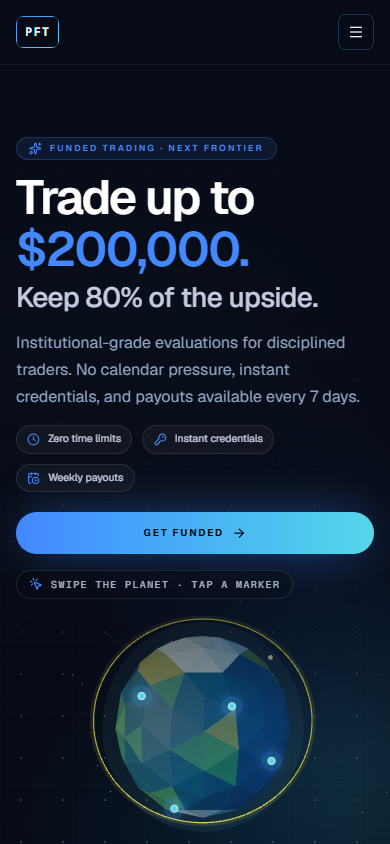 PFT
FUNDED TRADING · NEXT FRONTIER
Trade up to
$200,000.
Keep 80% of the upside.
Institutional-grade evaluations for disciplined
traders. No calendar pressure, instant
credentials, and payouts available every 7 days.
Zero time limits
Instant credentials
Weekly payouts
GET FUNDED
SWIPE THE PLANET · TAP A MARKER